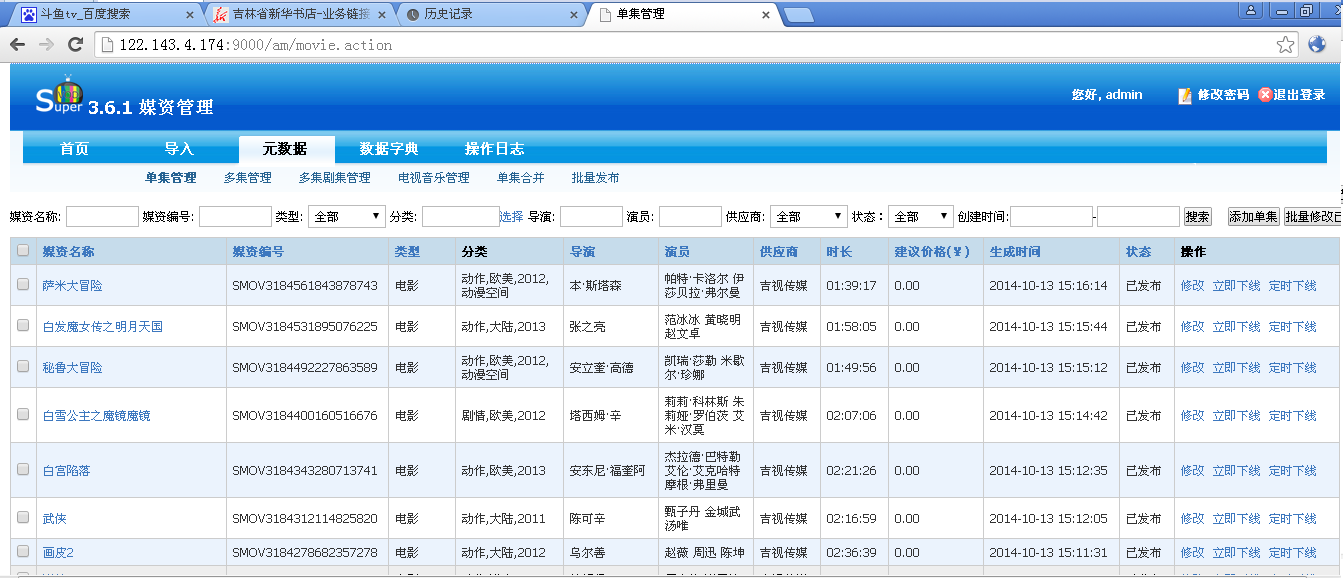 斗鱼tv_百度搜索 吉林省新华书店-业务链接 历史记录 单集管理
122.143.4.174:9000/am/movie.action
Super 3.6.1 媒资管理 您好, admin 修改密码 退出登录
首页 导入 元数据 数据字典 操作日志
单集管理 多集管理 多集剧集管理 电视音乐管理 单集合并 批量发布
媒资名称: 媒资编号: 类型: 全部 分类: 选择 导演: 演员: 供应商: 全部 状态: 全部 创建时间: - 搜索 添加单集 批量修改已
媒资名称 媒资编号 类型 分类 导演 演员 供应商 时长 建议价格(¥) 生成时间 状态 操作
萨米大冒险 SMOV3184561843878743 电影 动作,欧美,2012,动漫空间 本·斯塔森 帕特·卡洛尔 伊莎贝拉·弗尔曼 吉视传媒 01:39:17 0.00 2014-10-13 15:16:14 已发布 修改 立即下线 定时下线
白发魔女传之明月天国 SMOV3184531895076225 电影 动作,大陆,2013 张之亮 范冰冰 黄晓明 赵文卓 吉视传媒 01:58:05 0.00 2014-10-13 15:15:44 已发布 修改 立即下线 定时下线
秘鲁大冒险 SMOV3184492227863589 电影 动作,欧美,2012,动漫空间 安立奎·高德 凯瑞·莎勒 米歇尔·珍娜 吉视传媒 01:49:56 0.00 2014-10-13 15:15:12 已发布 修改 立即下线 定时下线
白雪公主之魔镜魔镜 SMOV3184400160516676 电影 剧情,欧美,2012 塔西姆·辛 莉莉·科林斯 朱莉娅·罗伯茨 艾米·汉莫 吉视传媒 02:07:06 0.00 2014-10-13 15:14:42 已发布 修改 立即下线 定时下线
白宫陷落 SMOV3184343280713741 电影 动作,欧美,2013 安东尼·福奎阿 杰拉德·巴特勒 艾伦·艾克哈特 摩根·弗里曼 吉视传媒 02:21:26 0.00 2014-10-13 15:12:35 已发布 修改 立即下线 定时下线
武侠 SMOV3184312114825820 电影 动作,大陆,2011 陈可辛 甄子丹 金城武 汤唯 吉视传媒 02:16:59 0.00 2014-10-13 15:12:05 已发布 修改 立即下线 定时下线
画皮2 SMOV3184278682357278 电影 动作,大陆,2012 乌尔善 赵薇 周迅 陈坤 吉视传媒 02:36:39 0.00 2014-10-13 15:11:31 已发布 修改 立即下线 定时下线